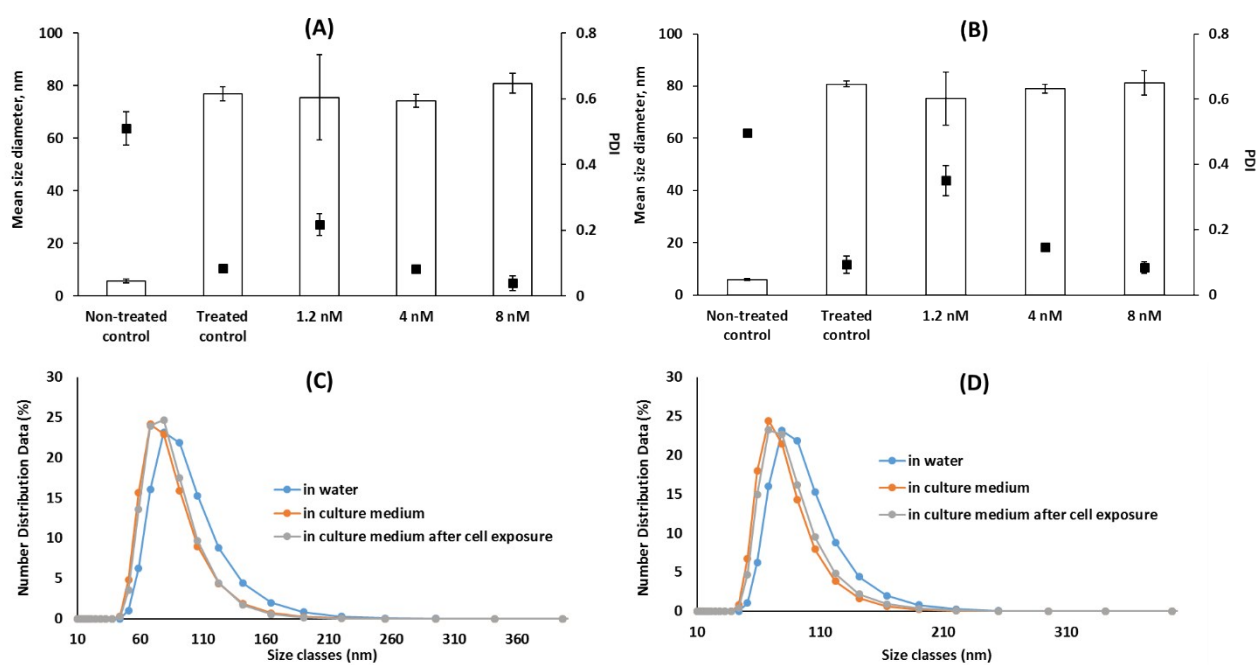 (A)
100
80
60
40
20
0
Mean size diameter, nm
0.8
0.6
0.4
0.2
0
PDI
Non-treated control
Treated control
1.2 nM
4 nM
8 nM
(B)
100
80
60
40
20
0
Mean size diameter, nm
0.8
0.6
0.4
0.2
0
PDI
Non-treated control
Treated control
1.2 nM
4 nM
8 nM
(C)
30
25
20
15
10
5
0
Number Distribution Data (%)
in water
in culture medium
in culture medium after cell exposure
10 60 110 160 210 260 310 360
Size classes (nm)
(D)
30
25
20
15
10
5
0
Number Distribution Data (%)
in water
in culture medium
in culture medium after cell exposure
10 110 210 310
Size classes (nm)